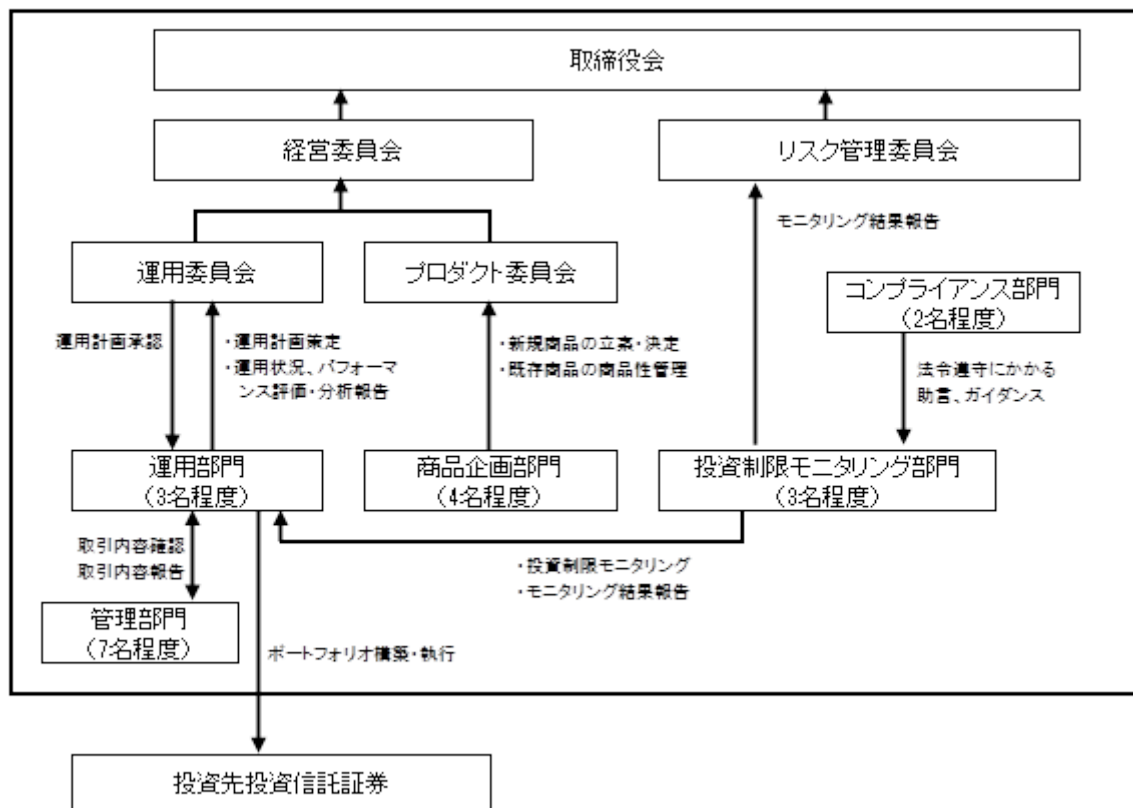 取締役会
経営委員会
リスク管理委員会
モニタリング結果報告
運用委員会
プロダクト委員会
コンプライアンス部門
(2名程度)
運用計画承認
・運用計画策定
・運用状況、パフォーマ
ンス評価・分析報告
・新規商品の立案・決定
・既存商品の商品性管理
法令遵守にかかる
助言、ガイダンス
運用部門
(3名程度)
商品企画部門
(4名程度)
投資制限モニタリング部門
(3名程度)
取引内容確認
取引内容報告
・投資制限モニタリング
・モニタリング結果報告
管理部門
(7名程度)
ポートフォリオ構築・執行
投資先投資信託証券